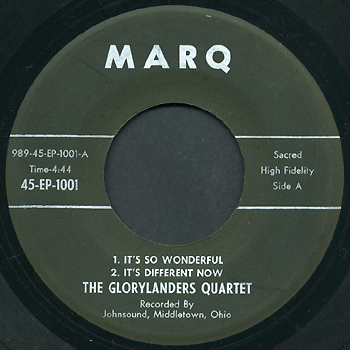 MARQ
989-45-EP-1001-A
Time-4:44
45-EP-1001
Sacred
High Fidelity
Side A
1. IT'S SO WONDERFUL
2. IT'S DIFFERENT NOW
THE GLORYLANDERS QUARTET
Recorded By
Johnsound, Middletown, Ohio